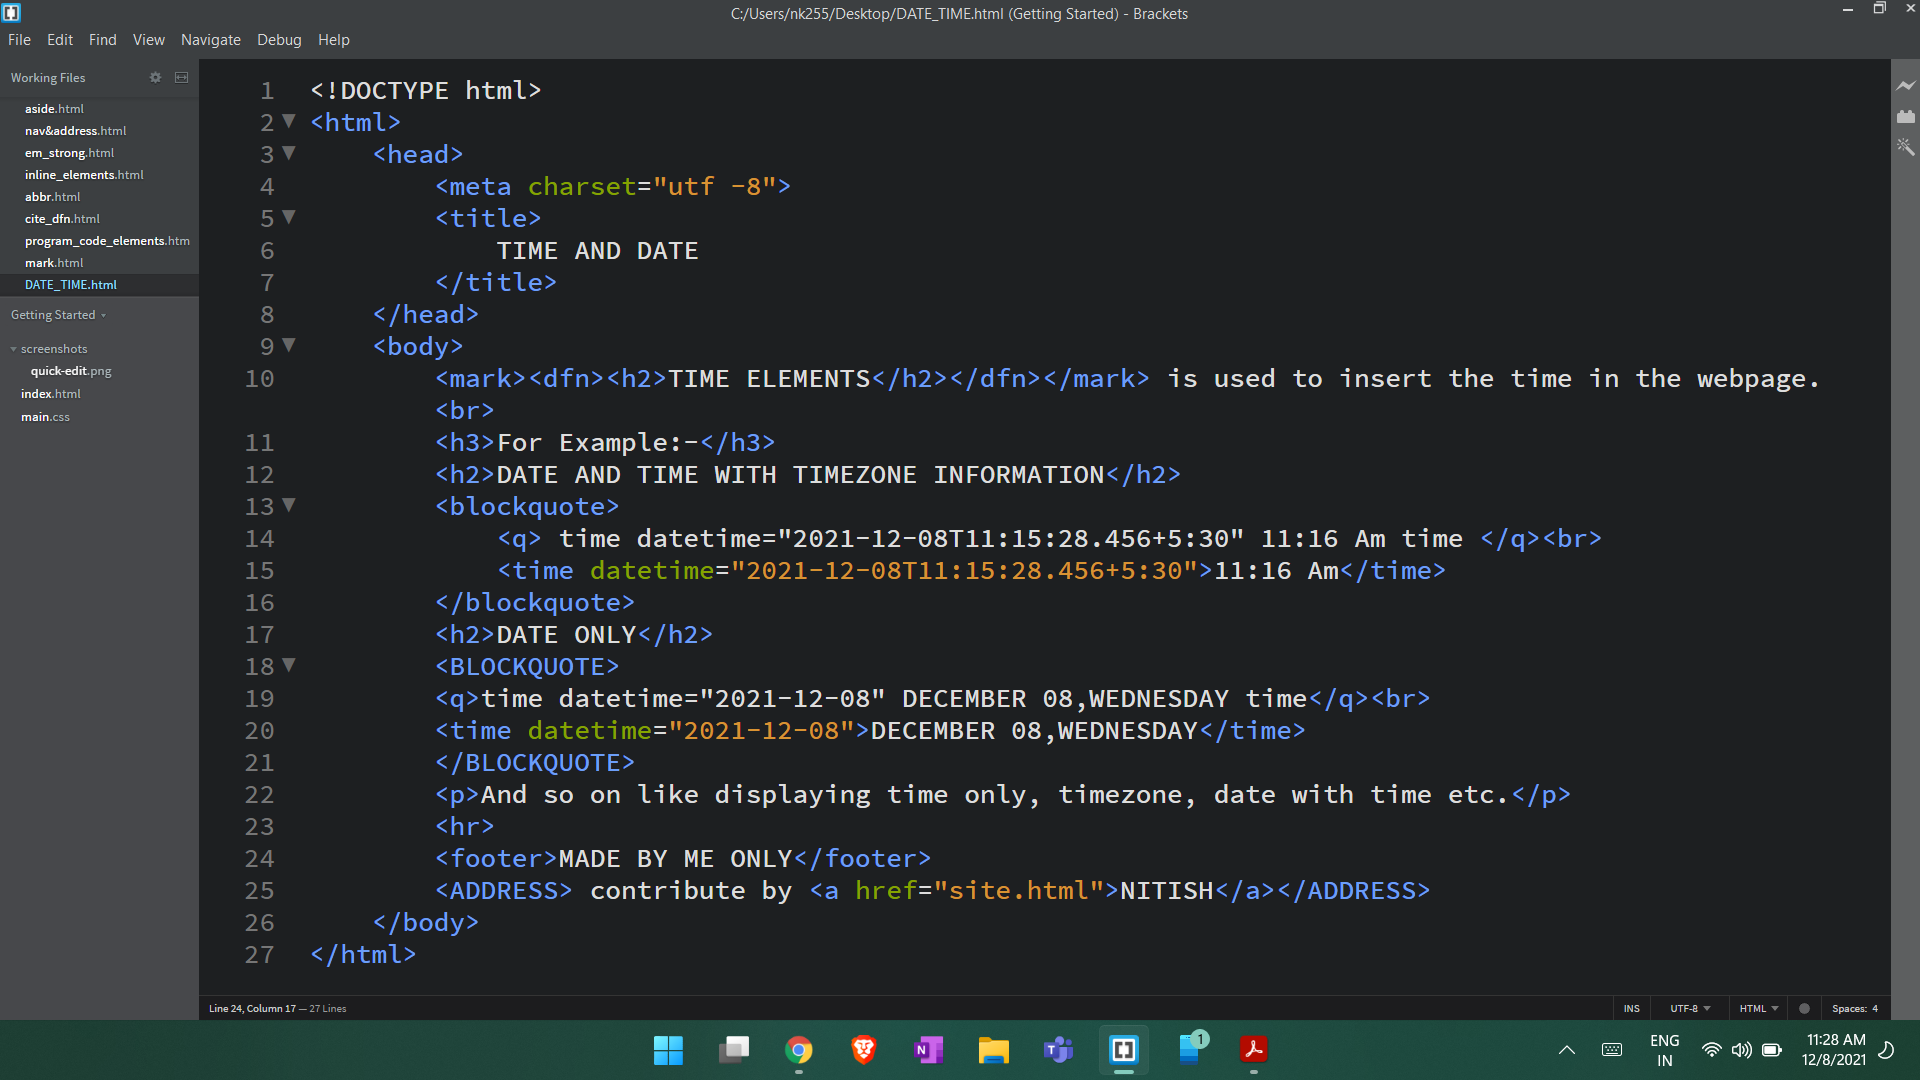 C:/Users/nk255/Desktop/DATE_TIME.html (Getting Started) - Brackets
File Edit Find View Navigate Debug Help
Working Files
aside.html
nav&address.html
em_strong.html
inline_elements.html
abbr.html
cite_dfn.html
program_code_elements.htm
mark.html
DATE_TIME.html
Getting Started
screenshots
quick-edit.png
index.html
main.css
1 <!DOCTYPE html>
2 <html>
3 <head>
4 <meta charset="utf -8">
5 <title>
6 TIME AND DATE
7 </title>
8 </head>
9 <body>
10 <mark><dfn><h2>TIME ELEMENTS</h2></dfn></mark> is used to insert the time in the webpage.
<br>
11 <h3>For Example:-</h3>
12 <h2>DATE AND TIME WITH TIMEZONE INFORMATION</h2>
13 <blockquote>
14 <q> time datetime="2021-12-08T11:15:28.456+5:30" 11:16 Am time </q><br>
15 <time datetime="2021-12-08T11:15:28.456+5:30">11:16 Am</time>
16 </blockquote>
17 <h2>DATE ONLY</h2>
18 <BLOCKQUOTE>
19 <q>time datetime="2021-12-08" DECEMBER 08,WEDNESDAY time</q><br>
20 <time datetime="2021-12-08">DECEMBER 08,WEDNESDAY</time>
21 </BLOCKQUOTE>
22 <p>And so on like displaying time only, timezone, date with time etc.</p>
23 <hr>
24 <footer>MADE BY ME ONLY</footer>
25 <ADDRESS> contribute by <a href="site.html">NITISH</a></ADDRESS>
26 </body>
27 </html>
Line 24, Column 17 — 27 Lines
INS UTF-8 HTML Spaces: 4
N
T
1
ENG
IN
11:28 AM
12/8/2021